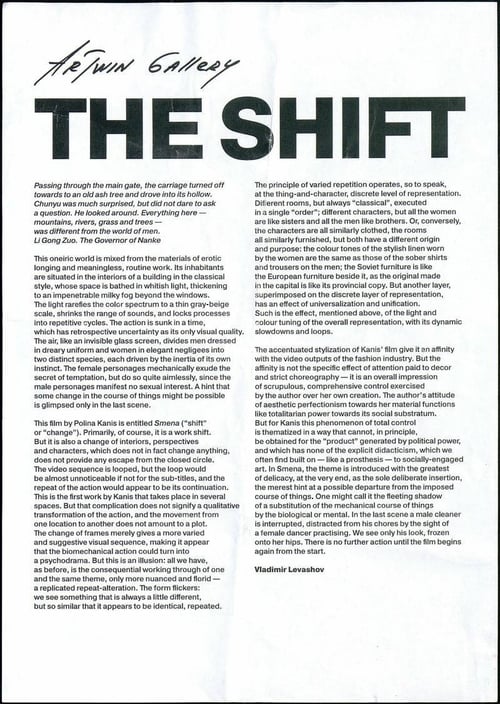 ArTwin Gallery
THE SHIFT
Passing through the main gate, the carriage turned off
towards to an old ash tree and drove into its hollow.
Chunyu was much surprised, but did not dare to ask
a question. He looked around. Everything here —
mountains, rivers, grass and trees —
was different from the world of men.
Li Gong Zuo. The Governor of Nanke
This oneiric world is mixed from the materials of erotic
longing and meaningless, routine work. Its inhabitants
are situated in the interiors of a building in the classical
style, whose space is bathed in whitish light, thickening
to an impenetrable milky fog beyond the windows.
The light rarefies the color spectrum to a thin gray-beige
scale, shrinks the range of sounds, and locks processes
into repetitive cycles. The action is sunk in a time,
which has retrospective uncertainty as its only visual quality.
The air, like an invisible glass screen, divides men dressed
in dreary uniform and women in elegant negligees into
two distinct species, each driven by the inertia of its own
instinct. The female personages mechanically exude the
secret of temptation, but do so quite aimlessly, since the
male personages manifest no sexual interest. A hint that
some change in the course of things might be possible
is glimpsed only in the last scene.
This film by Polina Kanis is entitled Smena ("shift"
or "change"). Primarily, of course, it is a work shift.
But it is also a change of interiors, perspectives
and characters, which does not in fact change anything,
does not provide any escape from the closed circle.
The video sequence is looped, but the loop would
be almost unnoticeable if not for the sub-titles, and the
repeat of the action would appear to be its continuation.
This is the first work by Kanis that takes place in several
spaces. But that complication does not signify a qualitative
transformation of the action, and the movement from
one location to another does not amount to a plot.
The change of frames merely gives a more varied
and suggestive visual sequence, making it appear
that the biomechanical action could turn into
a psychodrama. But this is an illusion: all we have,
as before, is the consequential working through of one
and the same theme, only more nuanced and florid —
a replicated repeat-alteration. The form flickers:
we see something that is always a little different,
but so similar that it appears to be identical, repeated.
The principle of varied repetition operates, so to speak,
at the thing-and-character, discrete level of representation.
Different rooms, but always "classical", executed
in a single "order"; different characters, but all the women
are like sisters and all the men like brothers. Or, conversely,
the characters are all similarly clothed, the rooms
all similarly furnished, but both have a different origin
and purpose: the colour tones of the stylish linen worn
by the women are the same as those of the sober shirts
and trousers on the men; the Soviet furniture is like
the European furniture beside it, as the original made
in the capital is like its provincial copy. But another layer,
superimposed on the discrete layer of representation,
has an effect of universalization and unification.
Such is the effect, mentioned above, of the light and
colour tuning of the overall representation, with its dynamic
slowdowns and loops.
The accentuated stylization of Kanis' film give it en affinity
with the video outputs of the fashion industry. But the
affinity is not the specific effect of attention paid to decor
and strict choreography — it is an overall impression
of scrupulous, comprehensive control exercised
by the author over her own creation. The author's attitude
of aesthetic perfectionism towards her material functions
like totalitarian power towards its social substratum.
But for Kanis this phenomenon of total control
is thematized in a way that cannot, in principle,
be obtained for the "product" generated by political power,
and which has none of the explicit didacticism, which we
often find built on — like a prosthesis — to socially-engaged
art. In Smena, the theme is introduced with the greatest
of delicacy, at the very end, as the sole deliberate insertion,
the merest hint at a possible departure from the imposed
course of things. One might call it the fleeting shadow
of a substitution of the mechanical course of things
by the biological or mental. In the last scene a male cleaner
is interrupted, distracted from his chores by the sight of
a female dancer practising. We see only his look, frozen
onto her hips. There is no further action until the film begins
again from the start.
Vladimir Levashov